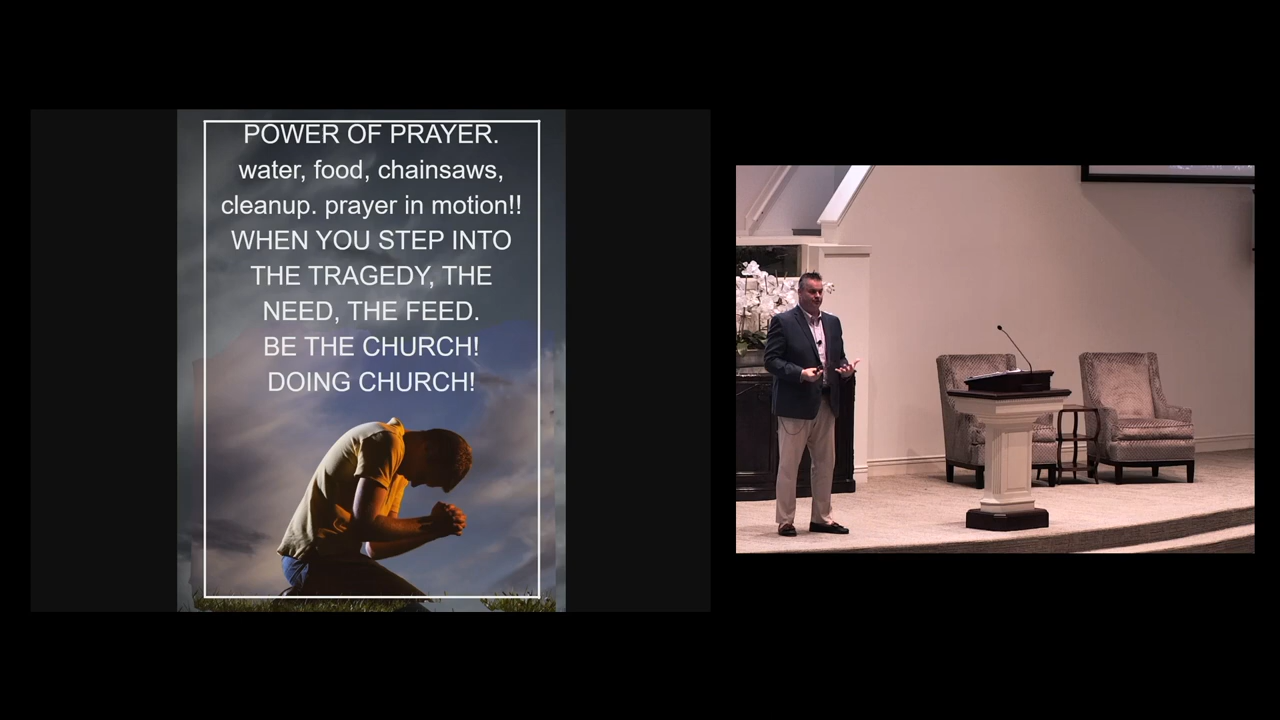 POWER OF PRAYER.
water, food, chainsaws,
cleanup. prayer in motion!!
WHEN YOU STEP INTO
THE TRAGEDY, THE
NEED, THE FEED.
BE THE CHURCH!
DOING CHURCH!